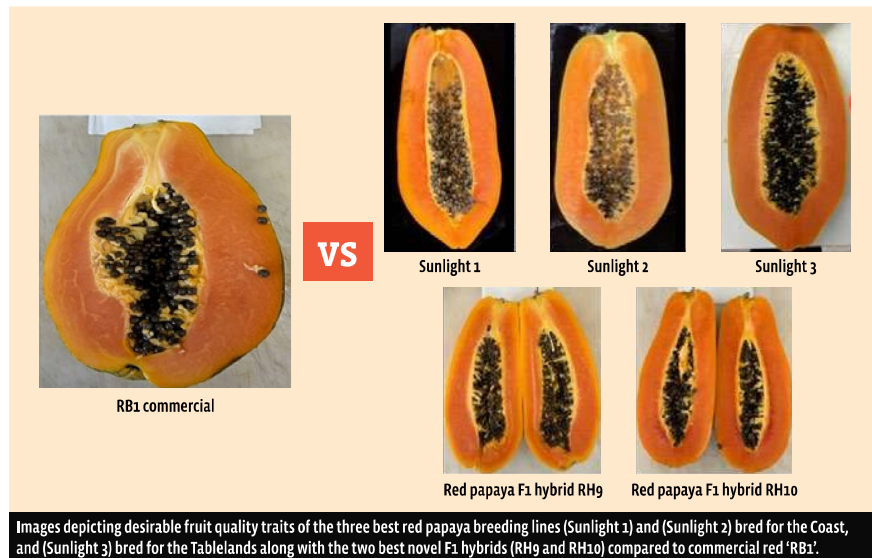 RB1 commercial
VS
Sunlight 1
Sunlight 2
Sunlight 3
Red papaya F1 hybrid RH9
Red papaya F1 hybrid RH10
Images depicting desirable fruit quality traits of the three best red papaya breeding lines (Sunlight 1) and (Sunlight 2) bred for the Coast,
and (Sunlight 3) bred for the Tablelands along with the two best novel F1 hybrids (RH9 and RH10) compared to commercial red ‘RB1’.